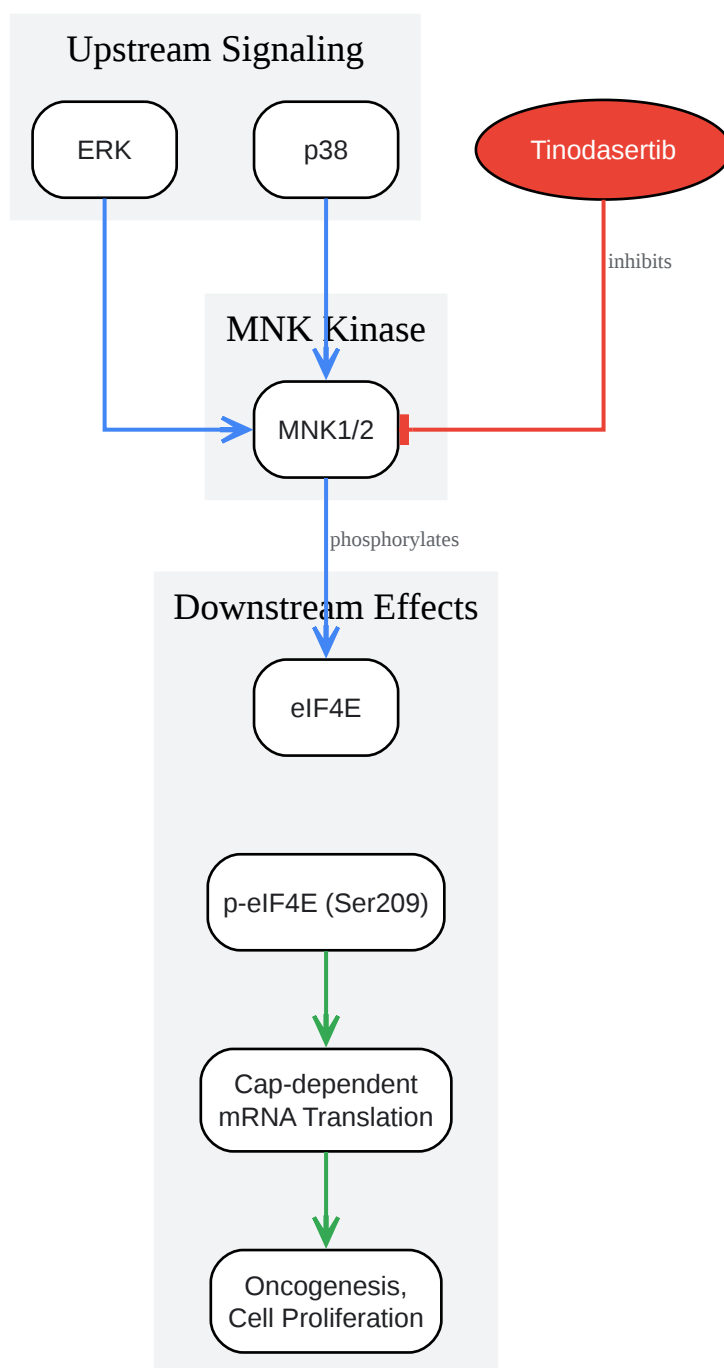 Upstream Signaling
ERK
p38
Tinodasertib
inhibits
MNK Kinase
MNK1/2
phosphorylates
Downstream Effects
eIF4E
p-eIF4E (Ser209)
Cap-dependent
mRNA Translation
Oncogenesis,
Cell Proliferation